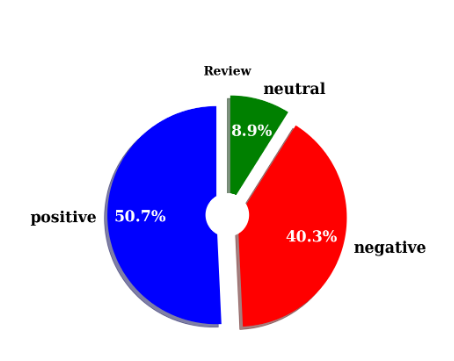 Review
neutral
8.9%
positive
50.7%
40.3%
negative